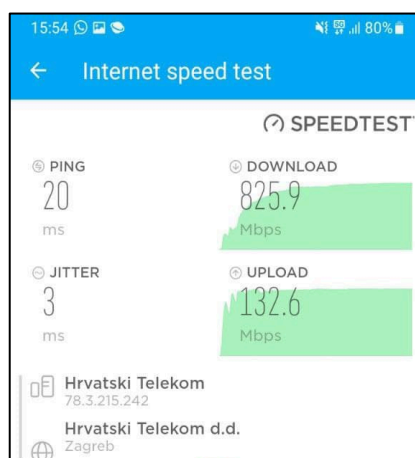 15:54 80%
Internet speed test
SPEEDTEST
PING
20
ms
DOWNLOAD
825.9
Mbps
JITTER
3
ms
UPLOAD
132.6
Mbps
Hrvatski Telekom
78.3.215.242
Hrvatski Telekom d.d.
Zagreb